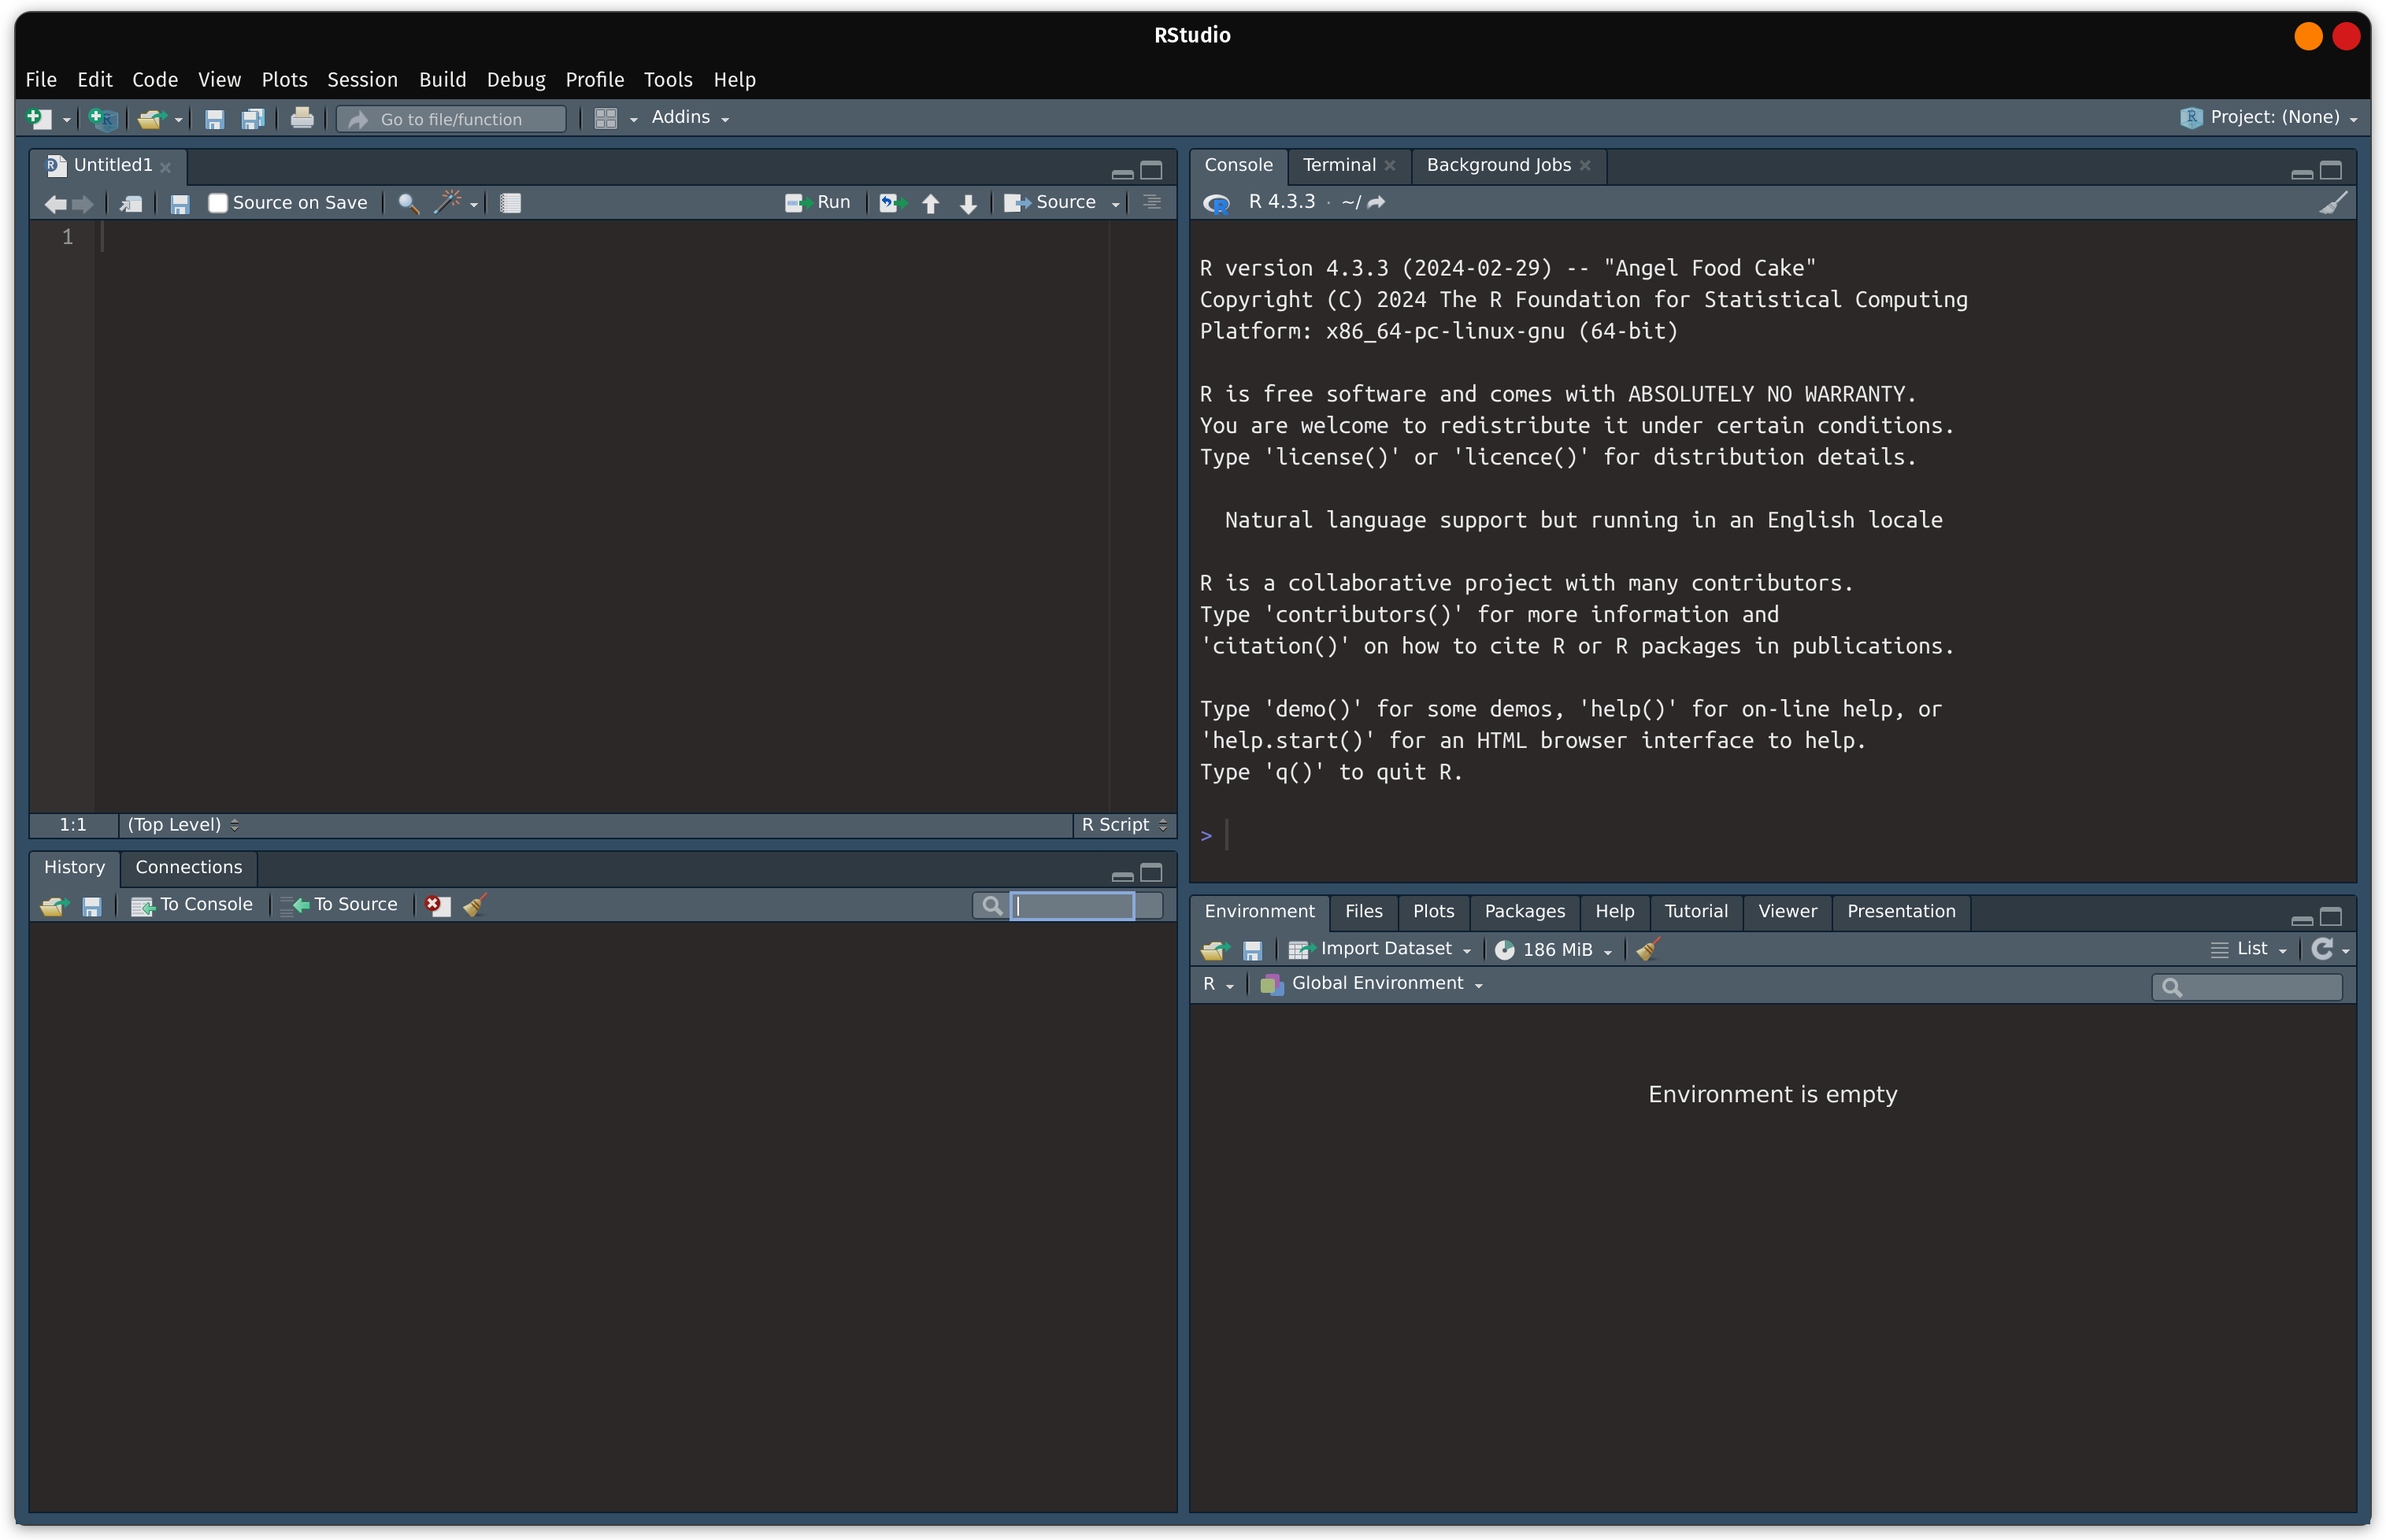 RStudio
File Edit Code View Plots Session Build Debug Profile Tools Help
Go to file/function Addins Project: (None)
Untitled1
Source on Save Run Source
1
1:1 (Top Level) R Script
History Connections
To Console To Source
Console Terminal Background Jobs
R 4.3.3 · ~/
R version 4.3.3 (2024-02-29) -- "Angel Food Cake"
Copyright (C) 2024 The R Foundation for Statistical Computing
Platform: x86_64-pc-linux-gnu (64-bit)
R is free software and comes with ABSOLUTELY NO WARRANTY.
You are welcome to redistribute it under certain conditions.
Type 'license()' or 'licence()' for distribution details.
Natural language support but running in an English locale
R is a collaborative project with many contributors.
Type 'contributors()' for more information and
'citation()' on how to cite R or R packages in publications.
Type 'demo()' for some demos, 'help()' for on-line help, or
'help.start()' for an HTML browser interface to help.
Type 'q()' to quit R.
>
Environment Files Plots Packages Help Tutorial Viewer Presentation
Import Dataset 186 MiB List
R Global Environment
Environment is empty